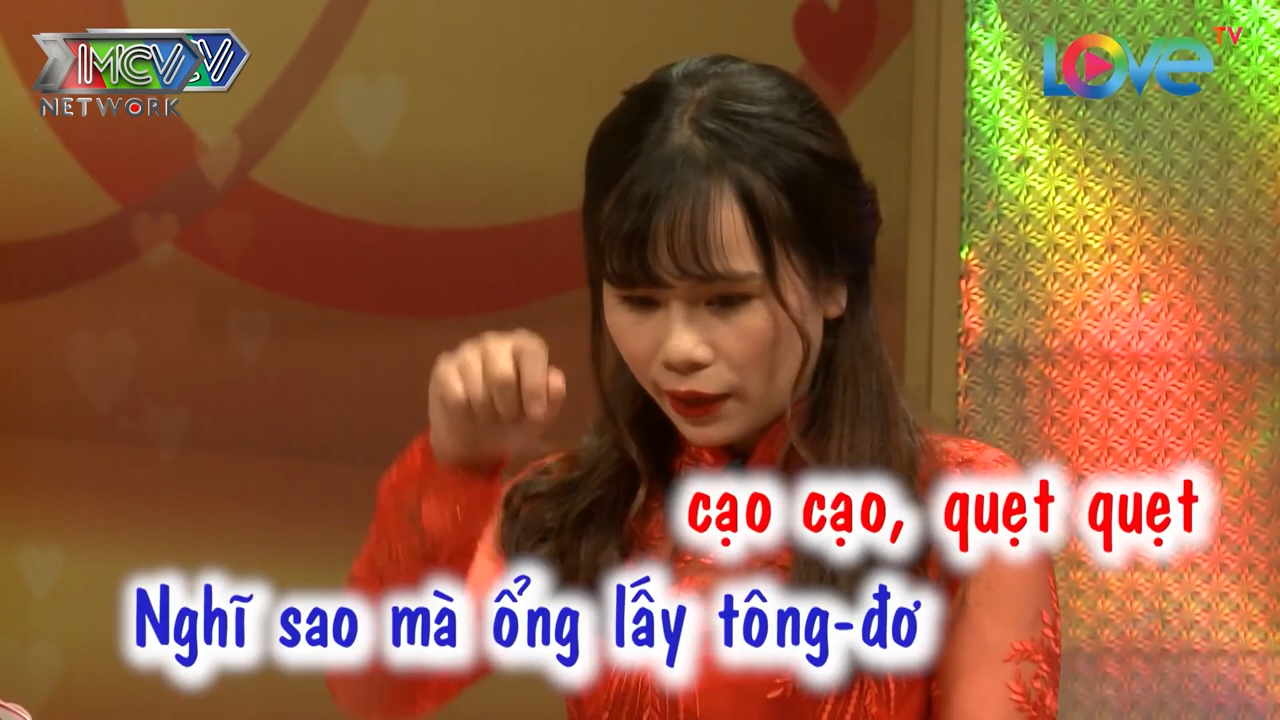 MCV
NETWORK
LOVE TV
cạo cạo, quẹt quẹt
Nghĩ sao mà ổng lấy tông-đơ